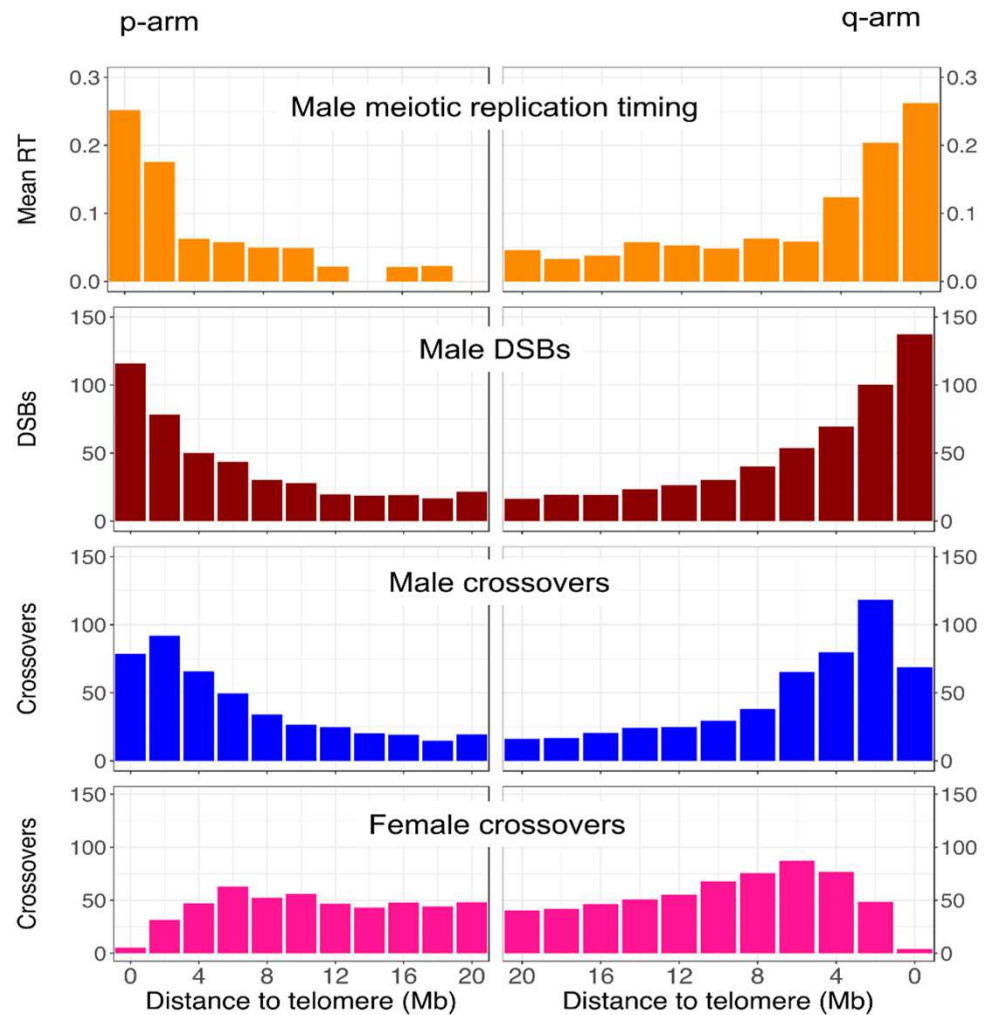 p-arm
q-arm
Male meiotic replication timing
Mean RT
0.3
0.2
0.1
0.0
0.3
0.2
0.1
0.0
Male DSBs
DSBs
150
100
50
0
150
100
50
0
Male crossovers
Crossovers
150
100
50
0
150
100
50
0
Female crossovers
Crossovers
150
100
50
0
150
100
50
0
0 4 8 12 16 20
20 16 12 8 4 0
Distance to telomere (Mb)
Distance to telomere (Mb)